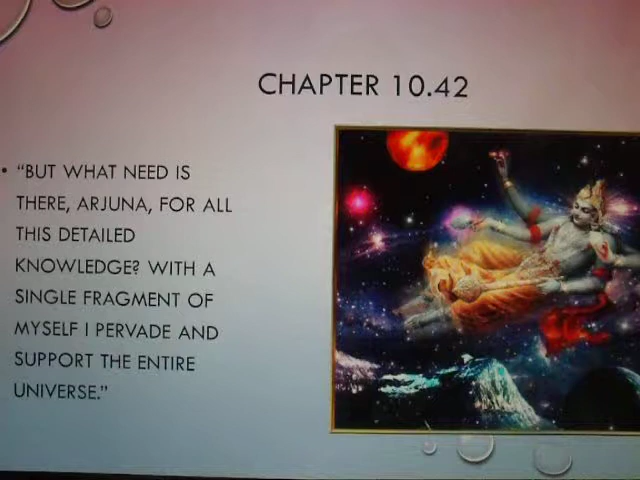 CHAPTER 10.42
• "BUT WHAT NEED IS
THERE, ARJUNA, FOR ALL
THIS DETAILED
KNOWLEDGE? WITH A
SINGLE FRAGMENT OF
MYSELF I PERVADE AND
SUPPORT THE ENTIRE
UNIVERSE."